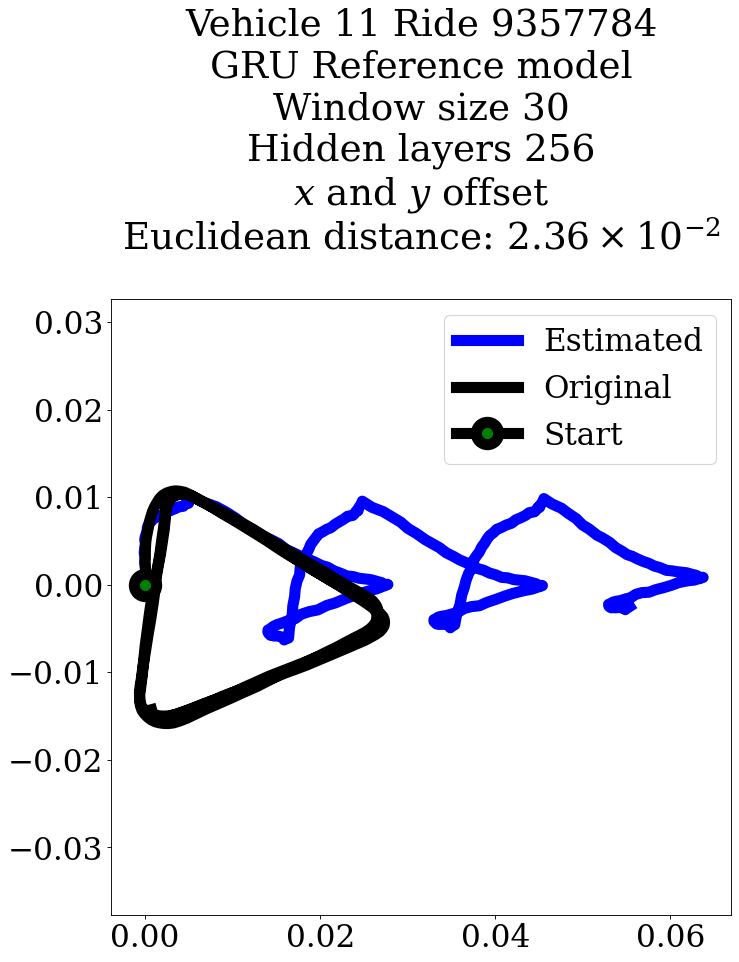 Vehicle 11 Ride 9357784
GRU Reference model
Window size 30
Hidden layers 256
x and y offset
Euclidean distance: 2.36 × 10⁻²
0.03
0.02
0.01
0.00
−0.01
−0.02
−0.03
Estimated
Original
Start
0.00 0.02 0.04 0.06